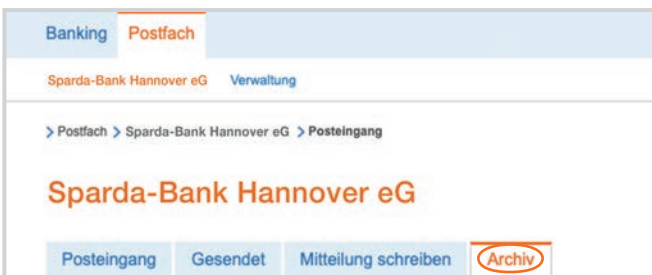 Banking Postfach
Sparda-Bank Hannover eG Verwaltung
> Postfach > Sparda-Bank Hannover eG > Posteingang
Sparda-Bank Hannover eG
Posteingang Gesendet Mitteilung schreiben Archiv